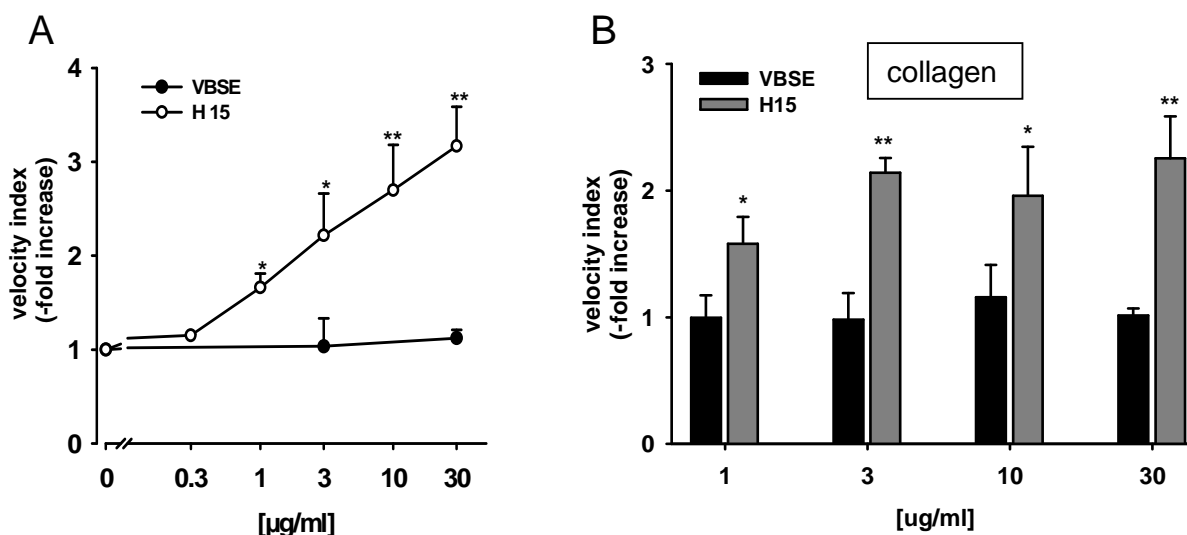 A
velocity index
(-fold increase)
4
3
2
1
0
VBSE
H 15
*
*
**
**
0 0.3 1 3 10 30
[µg/ml]
B
velocity index
(-fold increase)
3
2
1
0
VBSE
H15
collagen
*
**
*
**
1 3 10 30
[ug/ml]